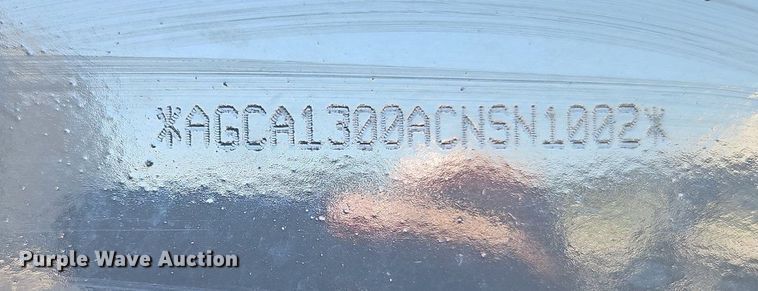 *AGCA1300ACNSN1002*
Purple Wave Auction